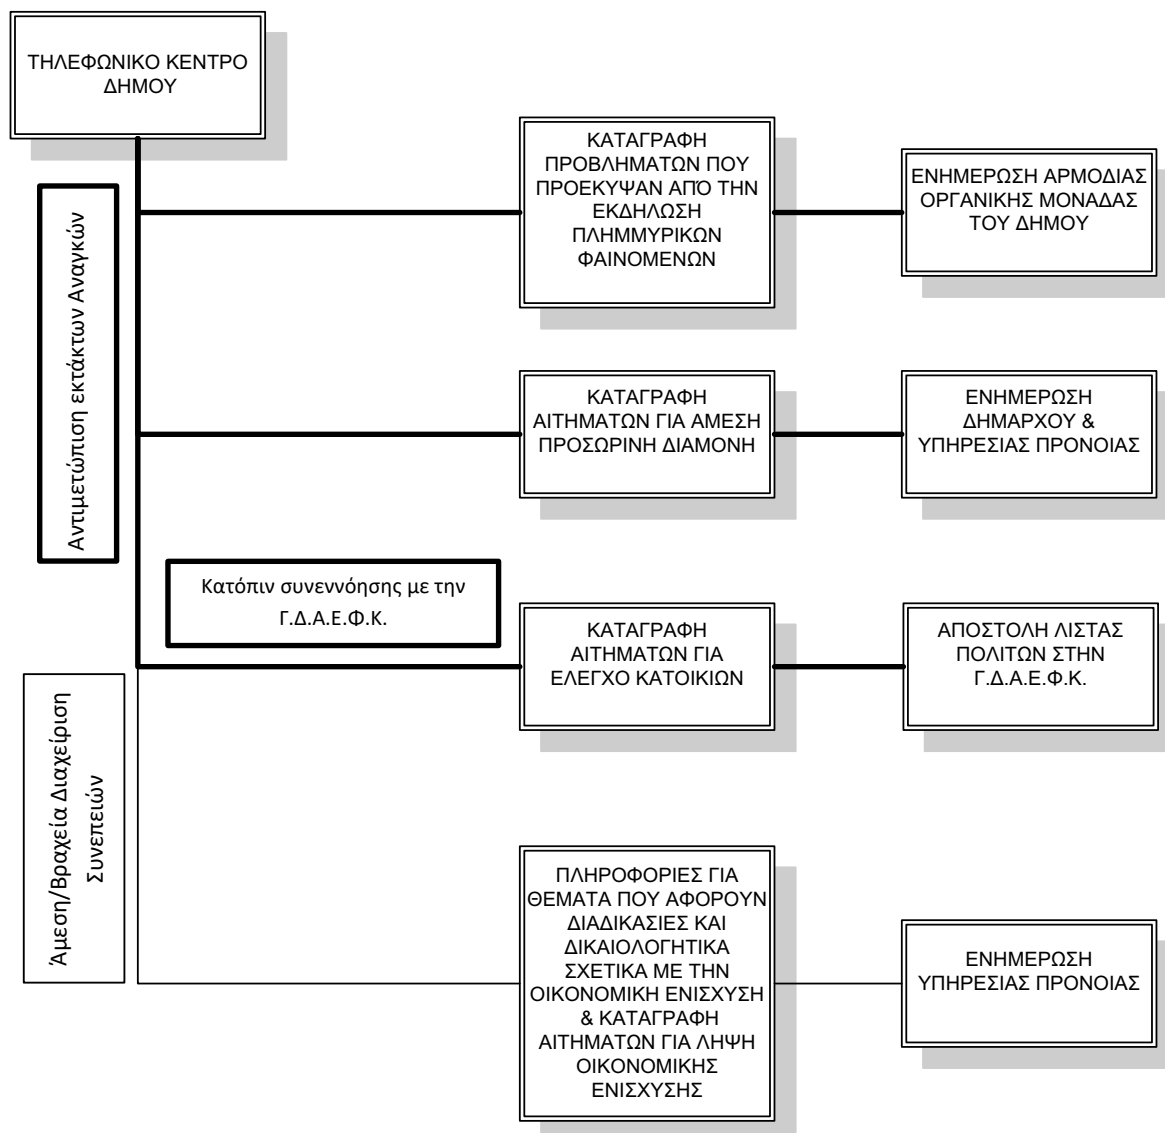 ΤΗΛΕΦΩΝΙΚΟ ΚΕΝΤΡΟ
ΔΗΜΟΥ
Αντιμετώπιση εκτάκτων Αναγκών
ΚΑΤΑΓΡΑΦΗ
ΠΡΟΒΛΗΜΑΤΩΝ ΠΟΥ
ΠΡΟΕΚΥΨΑΝ ΑΠΌ ΤΗΝ
ΕΚΔΗΛΩΣΗ
ΠΛΗΜΜΥΡΙΚΩΝ
ΦΑΙΝΟΜΕΝΩΝ
ΕΝΗΜΕΡΩΣΗ ΑΡΜΟΔΙΑΣ
ΟΡΓΑΝΙΚΗΣ ΜΟΝΑΔΑΣ
ΤΟΥ ΔΗΜΟΥ
ΚΑΤΑΓΡΑΦΗ
ΑΙΤΗΜΑΤΩΝ ΓΙΑ ΑΜΕΣΗ
ΠΡΟΣΩΡΙΝΗ ΔΙΑΜΟΝΗ
ΕΝΗΜΕΡΩΣΗ
ΔΗΜΑΡΧΟΥ &
ΥΠΗΡΕΣΙΑΣ ΠΡΟΝΟΙΑΣ
Κατόπιν συνεννόησης με την
Γ.Δ.Α.Ε.Φ.Κ.
ΚΑΤΑΓΡΑΦΗ
ΑΙΤΗΜΑΤΩΝ ΓΙΑ
ΕΛΕΓΧΟ ΚΑΤΟΙΚΙΩΝ
ΑΠΟΣΤΟΛΗ ΛΙΣΤΑΣ
ΠΟΛΙΤΩΝ ΣΤΗΝ
Γ.Δ.Α.Ε.Φ.Κ.
Άμεση/Βραχεία Διαχείριση
Συνεπειών
ΠΛΗΡΟΦΟΡΙΕΣ ΓΙΑ
ΘΕΜΑΤΑ ΠΟΥ ΑΦΟΡΟΥΝ
ΔΙΑΔΙΚΑΣΙΕΣ ΚΑΙ
ΔΙΚΑΙΟΛΟΓΗΤΙΚΑ
ΣΧΕΤΙΚΑ ΜΕ ΤΗΝ
ΟΙΚΟΝΟΜΙΚΗ ΕΝΙΣΧΥΣΗ
& ΚΑΤΑΓΡΑΦΗ
ΑΙΤΗΜΑΤΩΝ ΓΙΑ ΛΗΨΗ
ΟΙΚΟΝΟΜΙΚΗΣ
ΕΝΙΣΧΥΣΗΣ
ΕΝΗΜΕΡΩΣΗ
ΥΠΗΡΕΣΙΑΣ ΠΡΟΝΟΙΑΣ